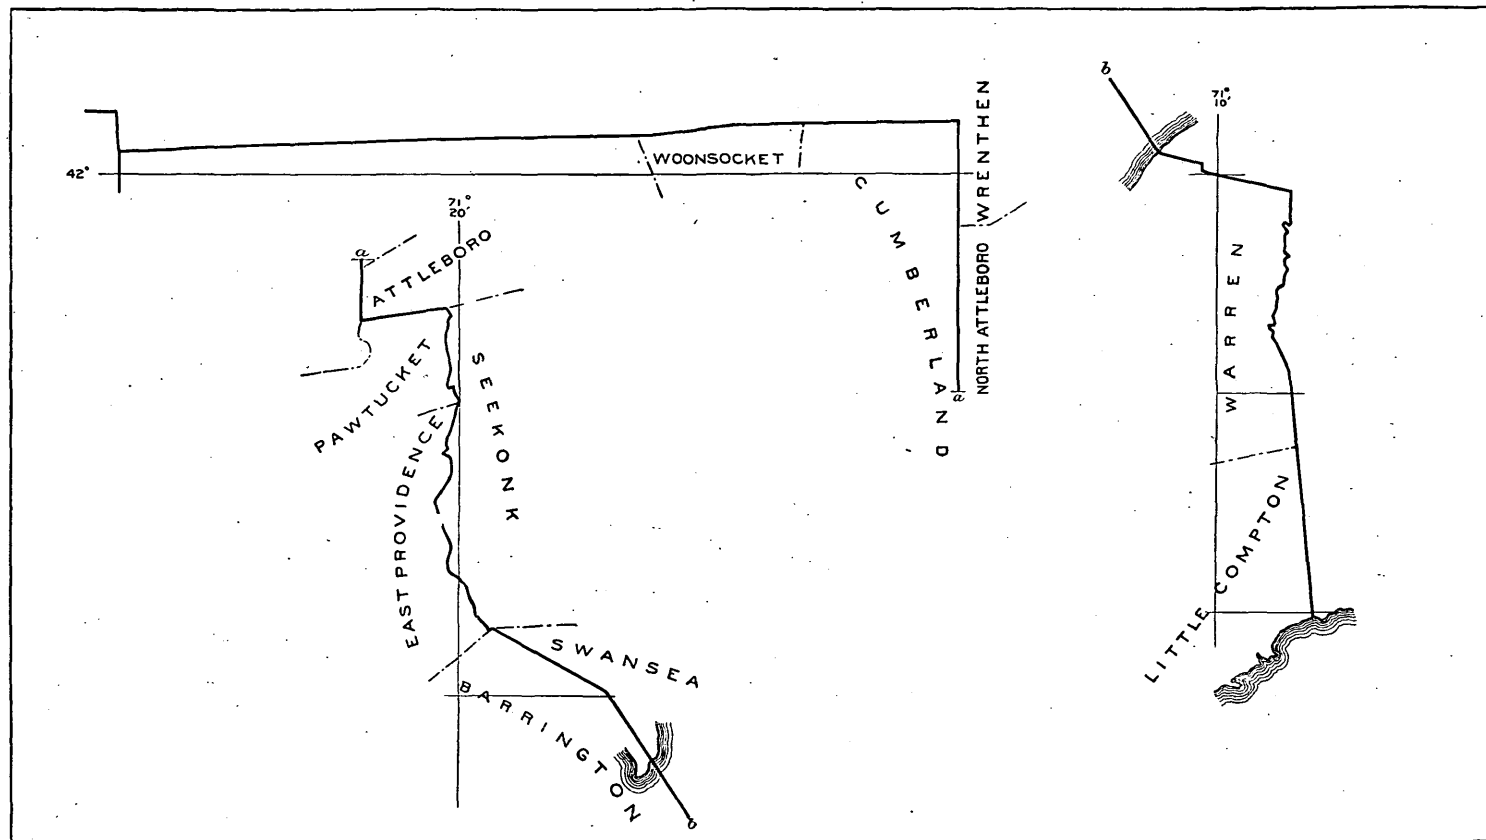 b
71°
10'
WRENTHEN
WOONSOCKET
42°
CUMBERLAND
71°
20'
ATTLEBORO
a
NORTH ATTLEBORO
a
WARREN
PAWTUCKET
SEEKONK
EAST PROVIDENCE
LITTLE COMPTON
SWANSEA
BARRINGTON
b